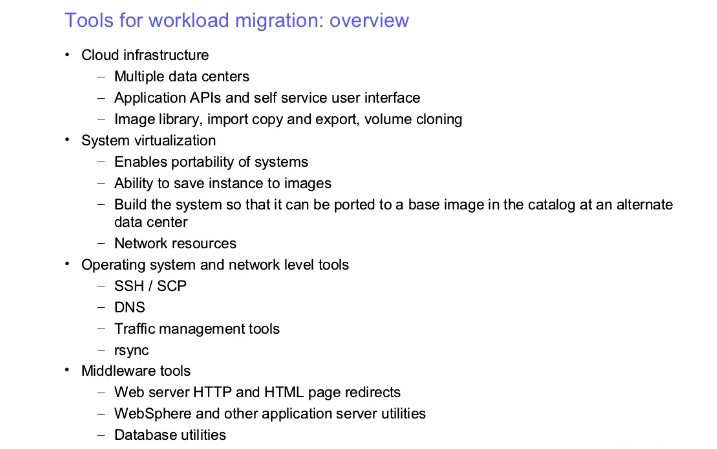 Tools for workload migration: overview
• Cloud infrastructure
– Multiple data centers
– Application APIs and self service user interface
– Image library, import copy and export, volume cloning
• System virtualization
– Enables portability of systems
– Ability to save instance to images
– Build the system so that it can be ported to a base image in the catalog at an alternate
data center
– Network resources
• Operating system and network level tools
– SSH / SCP
– DNS
– Traffic management tools
– rsync
• Middleware tools
– Web server HTTP and HTML page redirects
– WebSphere and other application server utilities
– Database utilities